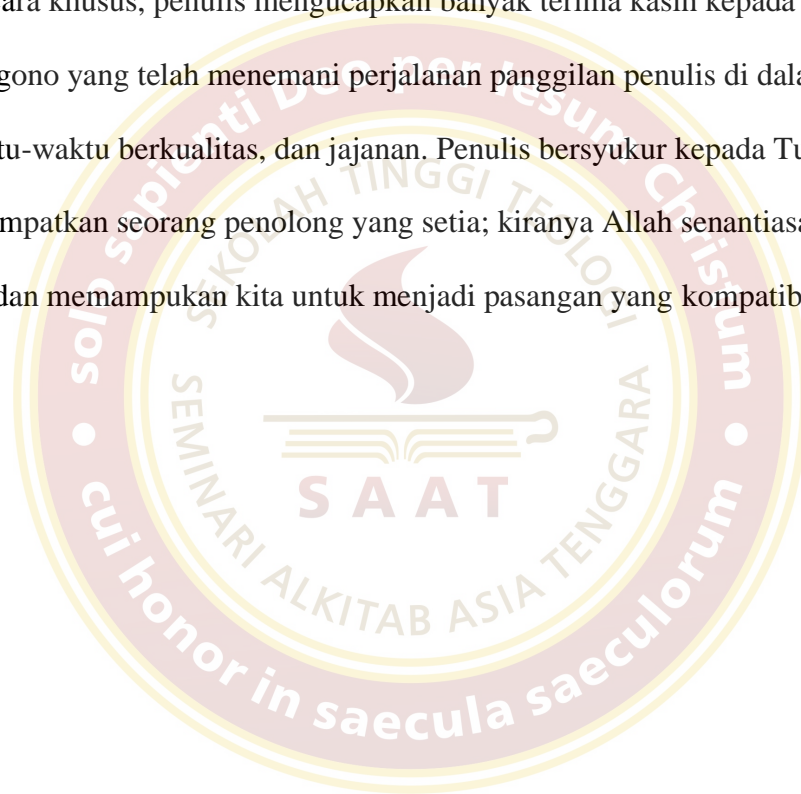 ara khusus, penulis mengucapkan banyak terima kasih kepada
gono yang telah menemani perjalanan panggilan penulis di dala
tu-waktu berkualitas, dan jajanan. Penulis bersyukur kepada Tu
mpatkan seorang penolong yang setia; kiranya Allah senantiasa
dan memampukan kita untuk menjadi pasangan yang kompatib
solo sapienti Deo per Iesum Christum
SEKOLAH TINGGI TEOLOGI
SAAT
SEMINARI ALKITAB ASIA TENGGARA
cui honor in saecula saeculorum